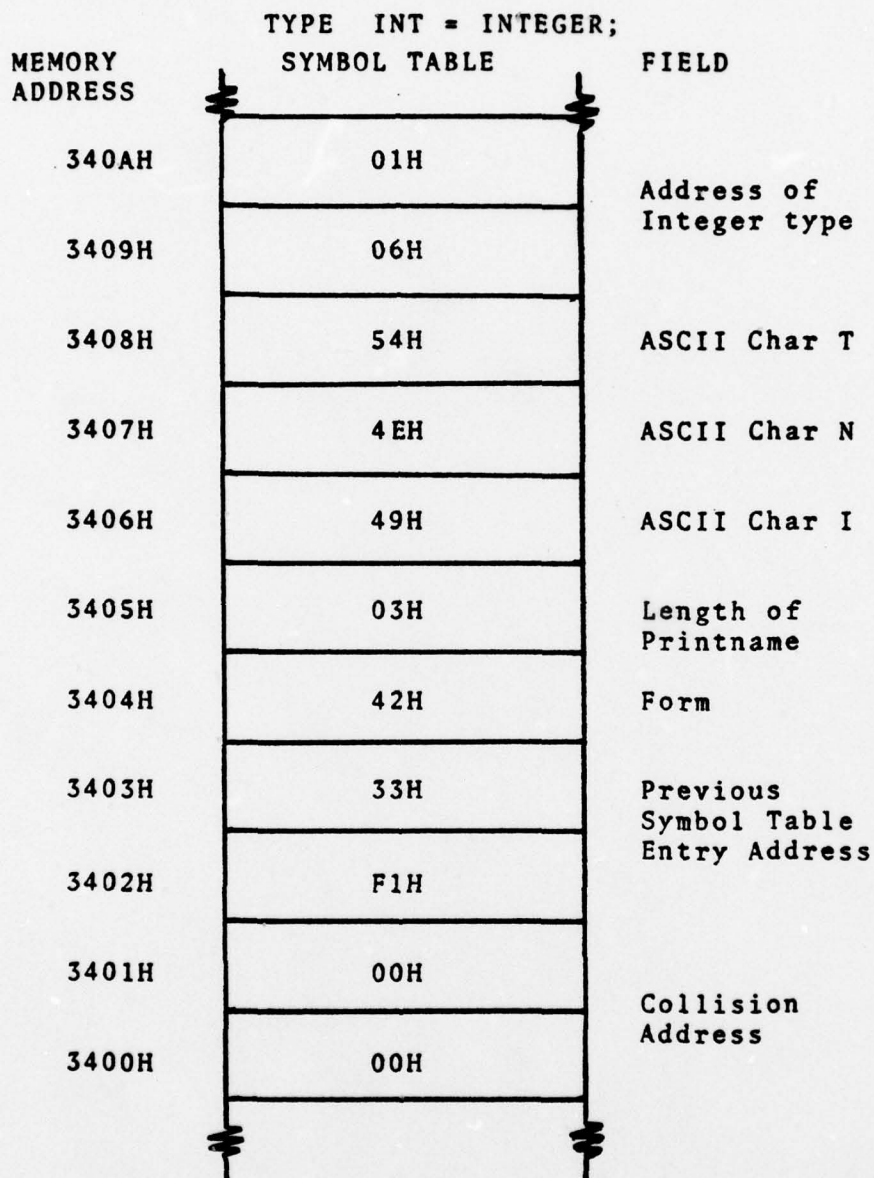 TYPE INT = INTEGER;
MEMORY ADDRESS
SYMBOL TABLE
FIELD
340AH 01H
Address of
Integer type
3409H 06H
3408H 54H ASCII Char T
3407H 4EH ASCII Char N
3406H 49H ASCII Char I
3405H 03H Length of
Printname
3404H 42H Form
3403H 33H Previous
Symbol Table
Entry Address
3402H F1H
3401H 00H
Collision
Address
3400H 00H